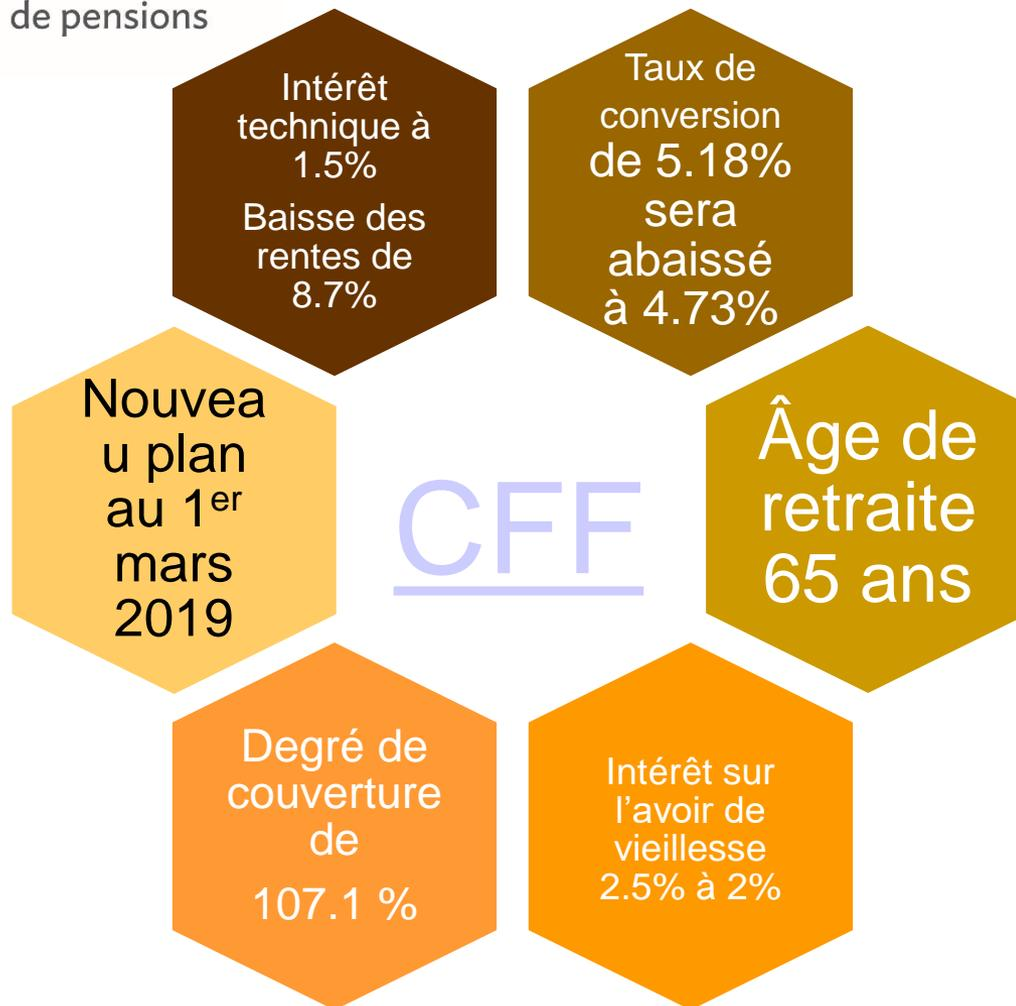 de pensions
Intérêt
technique à
1.5%
Baisse des
rentes de
8.7%
Taux de
conversion
de 5.18%
sera
abaissé
à 4.73%
Nouvea
u plan
au 1er
mars
2019
CFF
Âge de
retraite
65 ans
Degré de
couverture
de
107.1 %
Intérêt sur
l’avoir de
vieillesse
2.5% à 2%